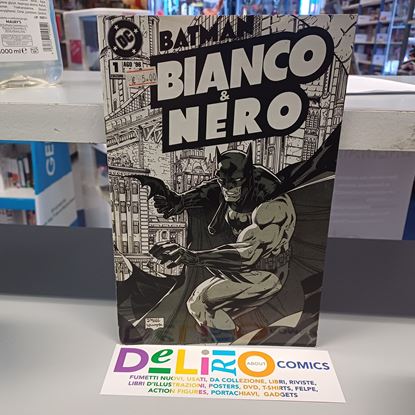 DC
BATMAN
BIANCO
&
NERO
1 AGO '98
€ 5,00
DELIRIO ABOUT COMICS
FUMETTI NUOVI, USATI, DA COLLEZIONE, LIBRI, RIVISTE,
LIBRI D'ILLUSTRAZIONI, POSTERS, DVD, T-SHIRTS, FELPE,
ACTION FIGURES, PORTACHIAVI, GADGETS